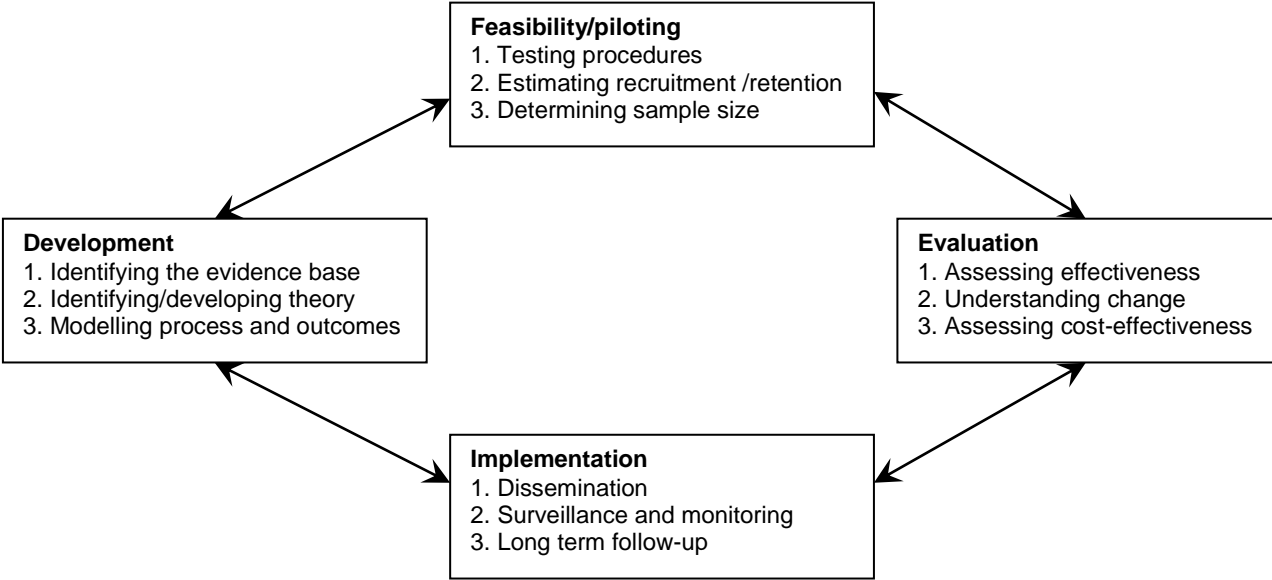 Feasibility/piloting
1. Testing procedures
2. Estimating recruitment /retention
3. Determining sample size
Development
1. Identifying the evidence base
2. Identifying/developing theory
3. Modelling process and outcomes
Evaluation
1. Assessing effectiveness
2. Understanding change
3. Assessing cost-effectiveness
Implementation
1. Dissemination
2. Surveillance and monitoring
3. Long term follow-up